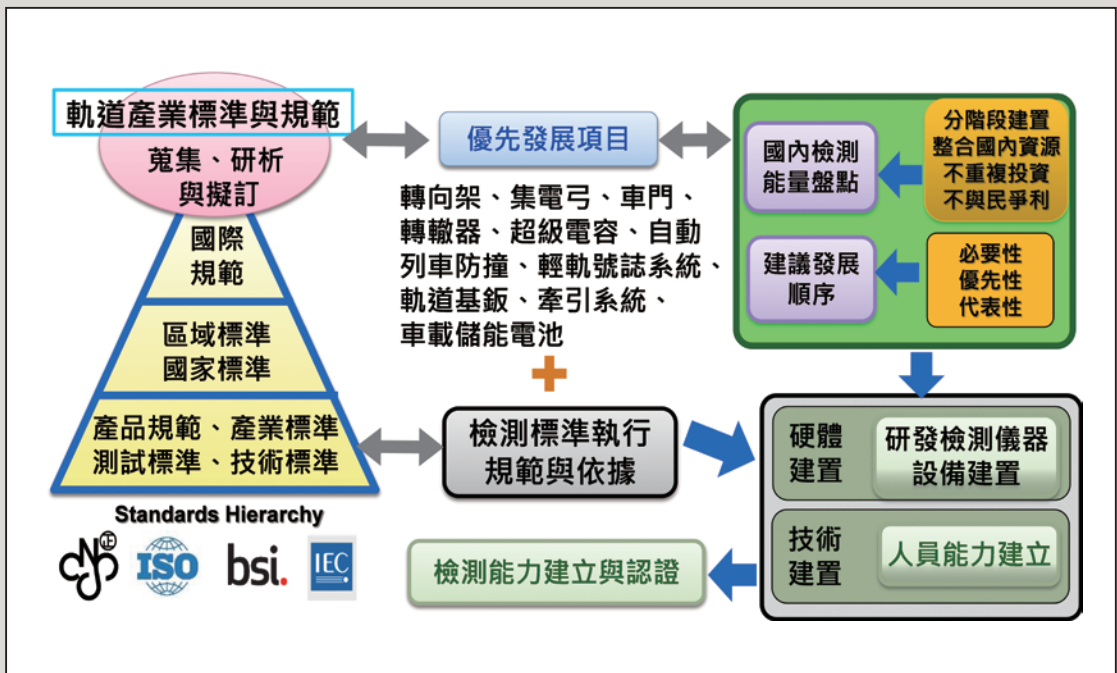 軌道產業標準與規範
蒐集、研析
與擬訂
國際
規範
區域標準
國家標準
產品規範、產業標準
測試標準、技術標準
Standards Hierarchy
CNS
正
ISO
bsi.
IEC
優先發展項目
轉向架、集電弓、車門、
轉轍器、超級電容、自動
列車防撞、輕軌號誌系統、
軌道基鈑、牽引系統、
車載儲能電池
檢測標準執行
規範與依據
檢測能力建立與認證
國內檢測
能量盤點
分階段建置
整合國內資源
不重複投資
不與民爭利
建議發展
順序
必要性
優先性
代表性
硬體
建置
研發檢測儀器
設備建置
技術
建置
人員能力建立